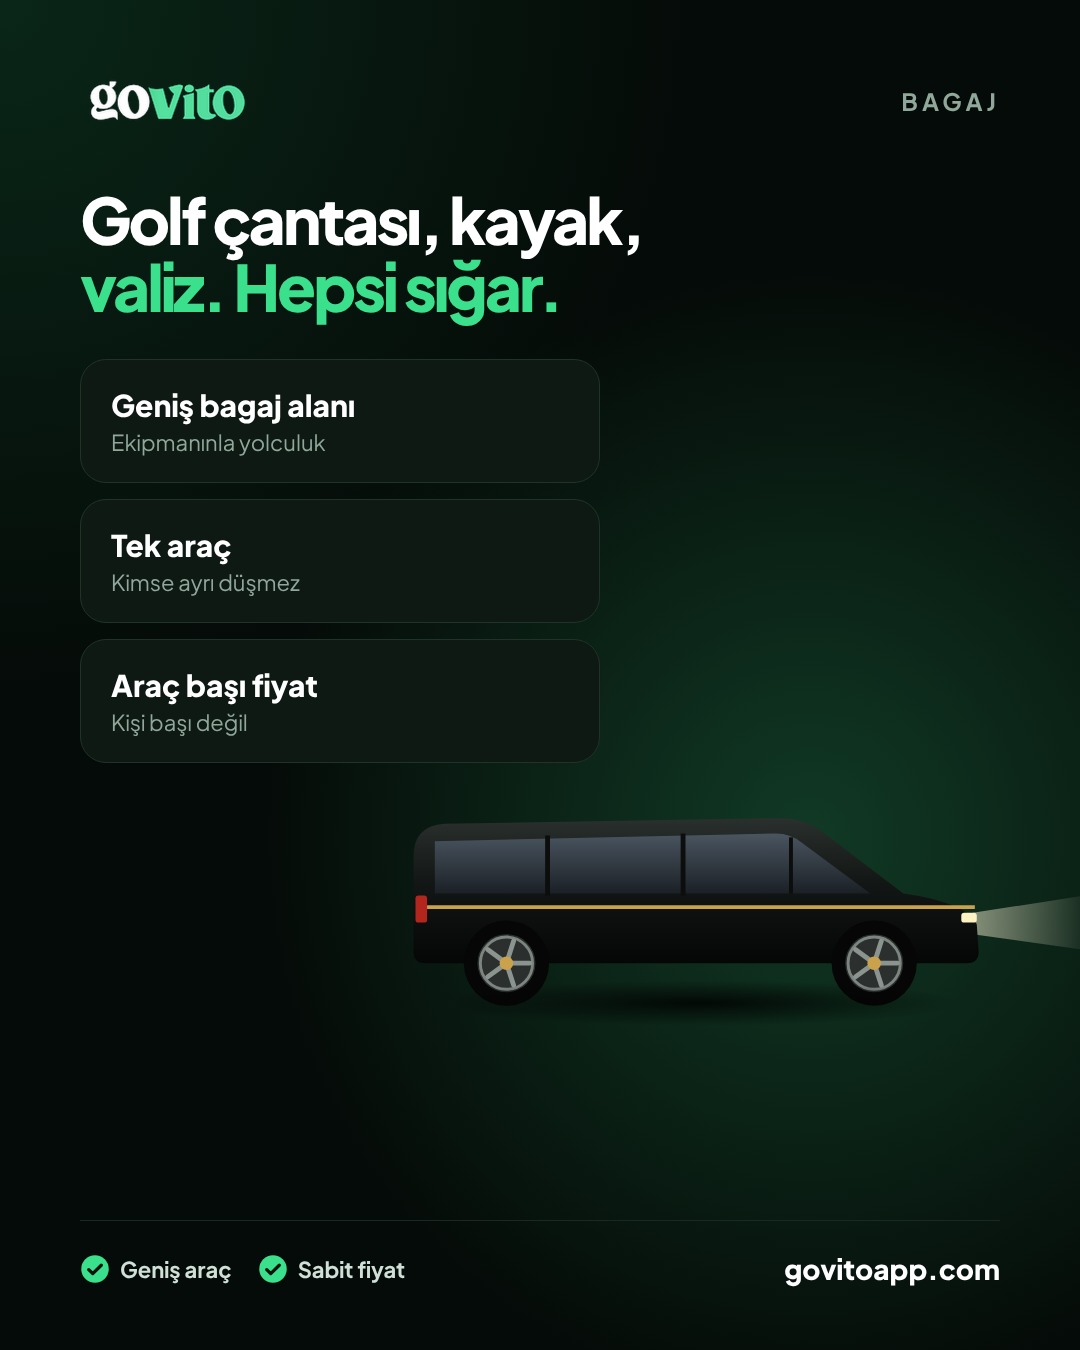 govito
BAGAJ
Golf çantası, kayak,
valiz. Hepsi sığar.
Geniş bagaj alanı
Ekipmanınla yolculuk
Tek araç
Kimse ayrı düşmez
Araç başı fiyat
Kişi başı değil
Geniş araç
Sabit fiyat
govitoapp.com